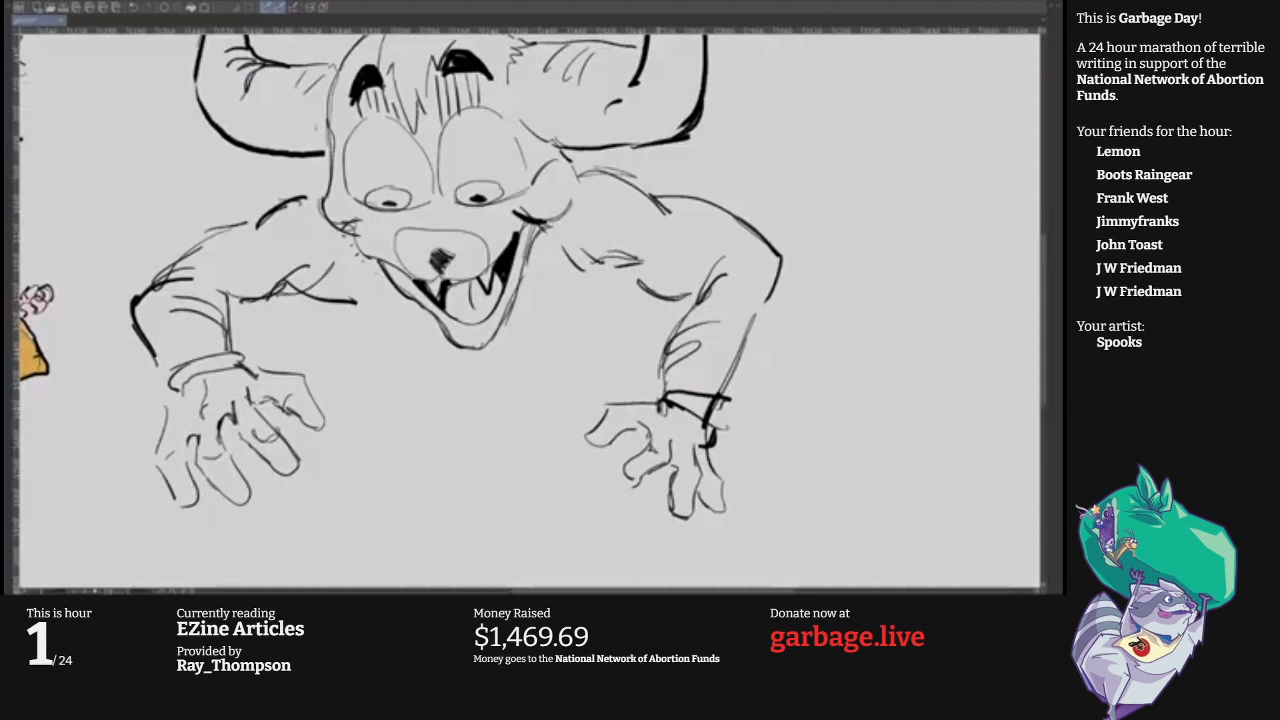 This is Garbage Day!
A 24 hour marathon of terrible
writing in support of the
National Network of Abortion
Funds.
Your friends for the hour:
Lemon
Boots Raingear
Frank West
Jimmyfranks
John Toast
J W Friedman
J W Friedman
Your artist:
Spooks
This is hour
1 / 24
Currently reading
EZine Articles
Provided by
Ray_Thompson
Money Raised
$1,469.69
Money goes to the National Network of Abortion Funds
Donate now at
garbage.live